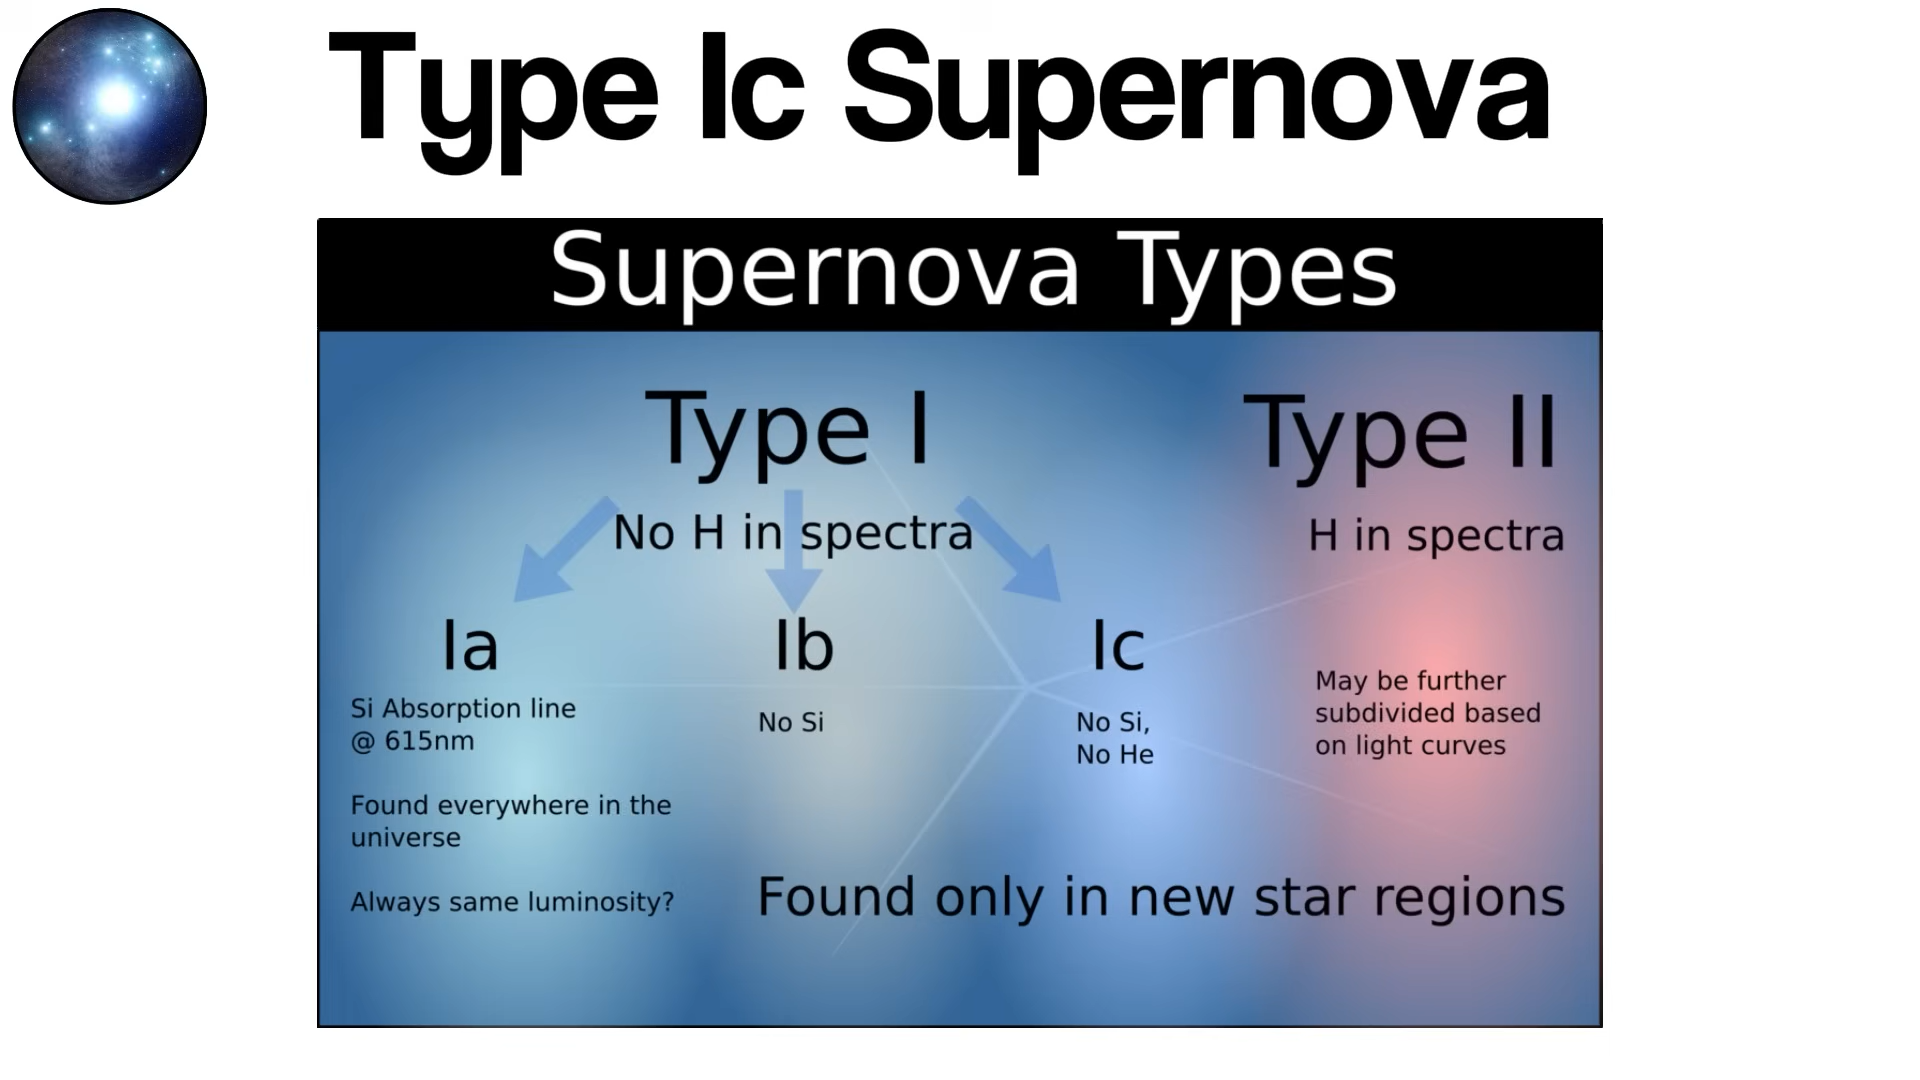 Type Ic Supernova
Supernova Types
Type I
No H in spectra
Type II
H in spectra
Ia
Si Absorption line
@ 615nm
Found everywhere in the
universe
Always same luminosity?
Ib
No Si
Ic
No Si,
No He
May be further
subdivided based
on light curves
Found only in new star regions